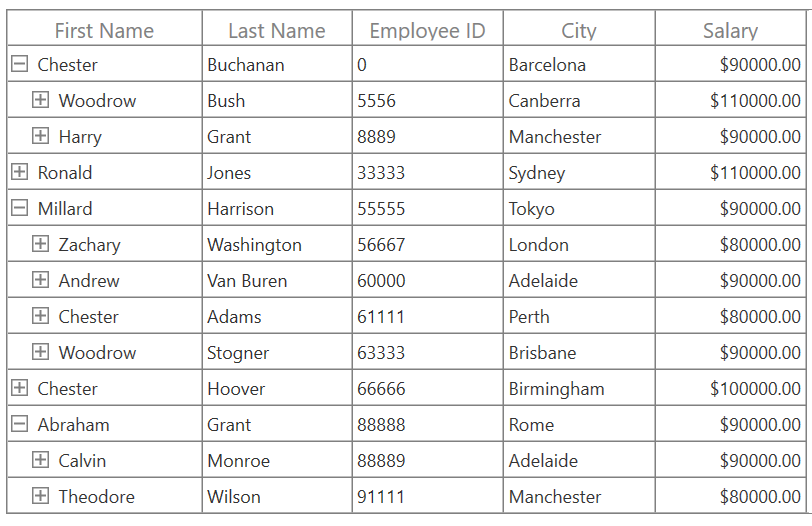 First Name Last Name Employee ID City Salary
Chester Buchanan 0 Barcelona $90000.00
Woodrow Bush 5556 Canberra $110000.00
Harry Grant 8889 Manchester $90000.00
Ronald Jones 33333 Sydney $110000.00
Millard Harrison 55555 Tokyo $90000.00
Zachary Washington 56667 London $80000.00
Andrew Van Buren 60000 Adelaide $90000.00
Chester Adams 61111 Perth $80000.00
Woodrow Stogner 63333 Brisbane $90000.00
Chester Hoover 66666 Birmingham $100000.00
Abraham Grant 88888 Rome $90000.00
Calvin Monroe 88889 Adelaide $90000.00
Theodore Wilson 91111 Manchester $80000.00